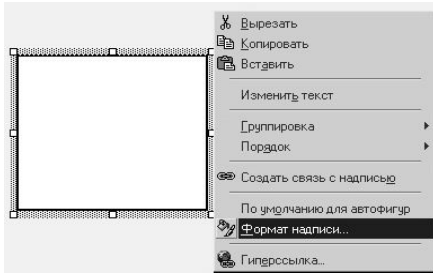 Вырезать
Копировать
Вставить
Изменить текст
Группировка
Порядок
Создать связь с надписью
По умолчанию для автофигур
Формат надписи...
Гиперссылка...